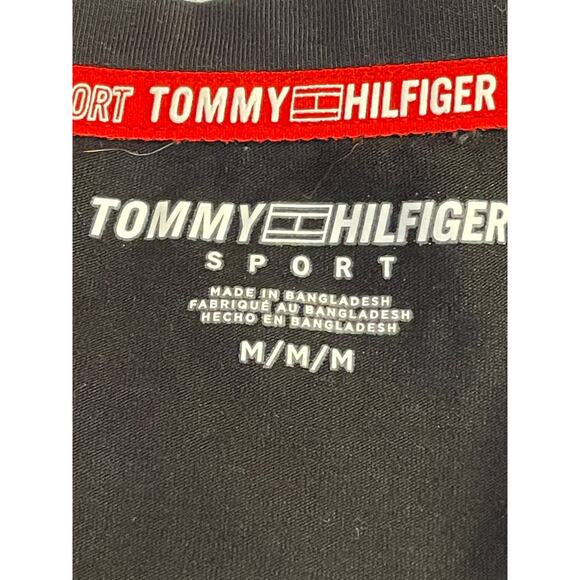 ORT TOMMY HILFIGER
TOMMY HILFIGER
SPORT
MADE IN BANGLADESH
FABRIQUÉ AU BANGLADESH
HECHO EN BANGLADESH
M/M/M